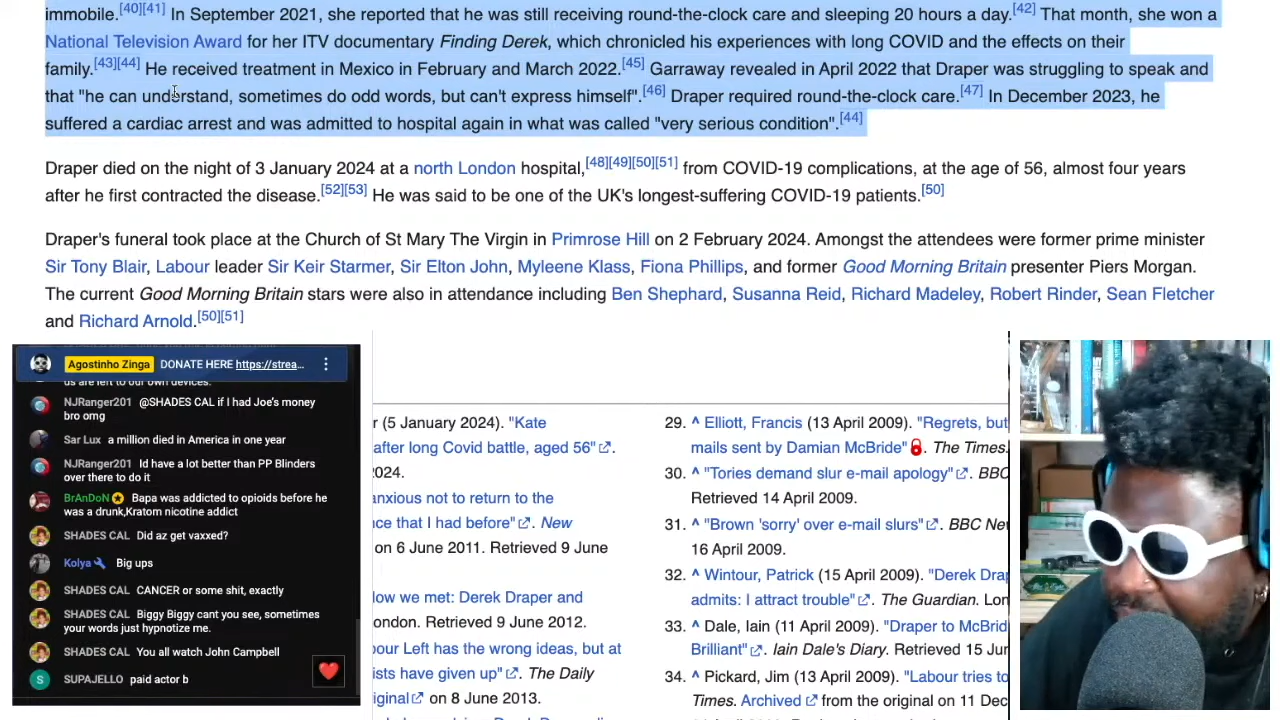 immobile.[40][41] In September 2021, she reported that he was still receiving round-the-clock care and sleeping 20 hours a day.[42] That month, she won a
National Television Award for her ITV documentary Finding Derek, which chronicled his experiences with long COVID and the effects on their
family.[43][44] He received treatment in Mexico in February and March 2022.[45] Garraway revealed in April 2022 that Draper was struggling to speak and
that "he can understand, sometimes do odd words, but can't express himself".[46] Draper required round-the-clock care.[47] In December 2023, he
suffered a cardiac arrest and was admitted to hospital again in what was called "very serious condition".[44]
Draper died on the night of 3 January 2024 at a north London hospital,[48][49][50][51] from COVID-19 complications, at the age of 56, almost four years
after he first contracted the disease.[52][53] He was said to be one of the UK's longest-suffering COVID-19 patients.[50]
Draper's funeral took place at the Church of St Mary The Virgin in Primrose Hill on 2 February 2024. Amongst the attendees were former prime minister
Sir Tony Blair, Labour leader Sir Keir Starmer, Sir Elton John, Myleene Klass, Fiona Phillips, and former Good Morning Britain presenter Piers Morgan.
The current Good Morning Britain stars were also in attendance including Ben Shephard, Susanna Reid, Richard Madeley, Robert Rinder, Sean Fletcher
and Richard Arnold.[50][51]
Agostinho Zinga DONATE HERE https://strea...
us are left to our own devices.
NJRanger201 @SHADES CAL if I had Joe's money
bro omg
Sar Lux a million died in America in one year
NJRanger201 Id have a lot better than PP Blinders
over there to do it
BrAnDoN Bapa was addicted to opioids before he
was a drunk,Kratom nicotine addict
SHADES CAL Did az get vaxxed?
Kolya Big ups
SHADES CAL CANCER or some shit, exactly
SHADES CAL Biggy Biggy cant you see, sometimes
your words just hypnotize me.
SHADES CAL You all watch John Campbell
S SUPAJELLO paid actor b
r (5 January 2024). "Kate
after long Covid battle, aged 56".
2024.
anxious not to return to the
nce that I had before". New
on 6 June 2011. Retrieved 9 June
low we met: Derek Draper and
ondon. Retrieved 9 June 2012.
our Left has the wrong ideas, but at
ists have given up". The Daily
iginal on 8 June 2013.
29. ^ Elliott, Francis (13 April 2009). "Regrets, but
mails sent by Damian McBride". The Times.
30. ^ "Tories demand slur e-mail apology". BBC
Retrieved 14 April 2009.
31. ^ "Brown 'sorry' over e-mail slurs". BBC Nev
16 April 2009.
32. ^ Wintour, Patrick (15 April 2009). "Derek Drap
admits: I attract trouble". The Guardian. Lon
33. ^ Dale, Iain (11 April 2009). "Draper to McBrid
Brilliant". Iain Dale's Diary. Retrieved 15 Jun
34. ^ Pickard, Jim (13 April 2009). "Labour tries to
Times. Archived from the original on 11 Dec